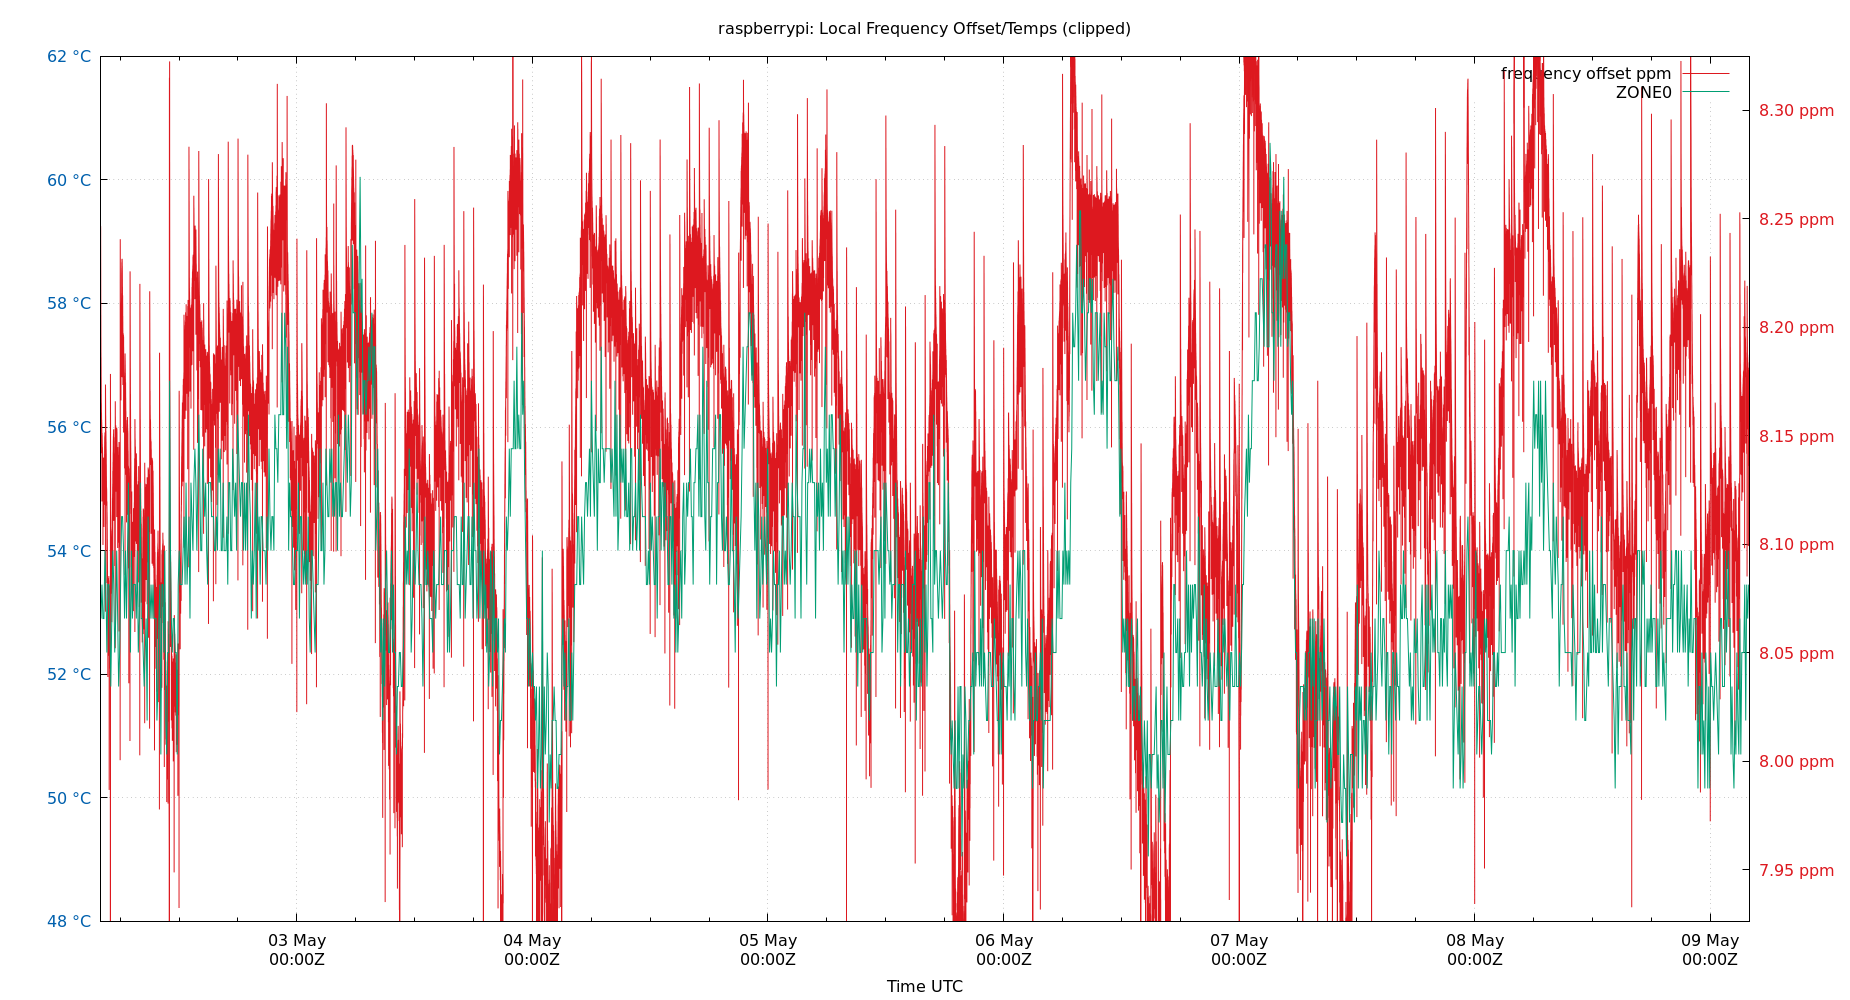 raspberrypi: Local Frequency Offset/Temps (clipped)
62 °C
60 °C
58 °C
56 °C
54 °C
52 °C
50 °C
48 °C
frequency offset ppm
ZONE0
8.30 ppm
8.25 ppm
8.20 ppm
8.15 ppm
8.10 ppm
8.05 ppm
8.00 ppm
7.95 ppm
03 May
00:00Z
04 May
00:00Z
05 May
00:00Z
06 May
00:00Z
07 May
00:00Z
08 May
00:00Z
09 May
00:00Z
Time UTC